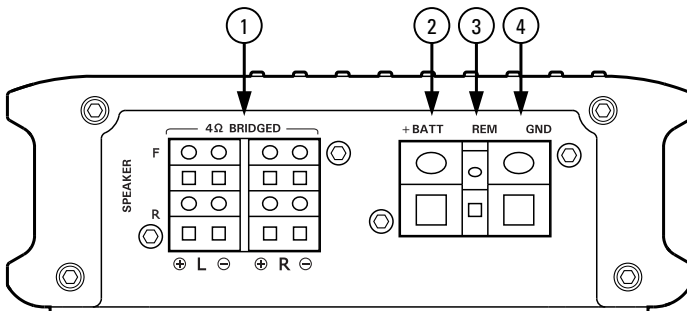 1 2 3 4
4Ω BRIDGED
+BATT REM GND
SPEAKER
F
R
⊕ L ⊖ ⊕ R ⊖